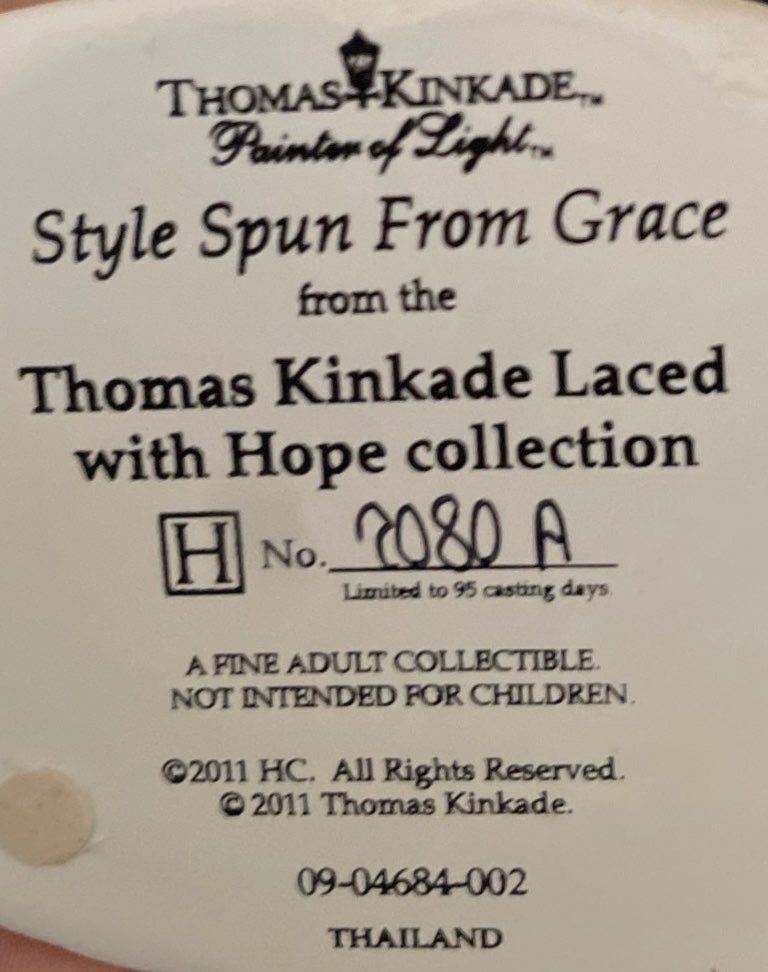 THOMAS KINKADE™
Painter of Light™
Style Spun From Grace
from the
Thomas Kinkade Laced
with Hope collection
H No. 7080 A
Limited to 95 casting days
A FINE ADULT COLLECTIBLE.
NOT INTENDED FOR CHILDREN.
©2011 HC. All Rights Reserved.
© 2011 Thomas Kinkade.
09-04684-002
THAILAND